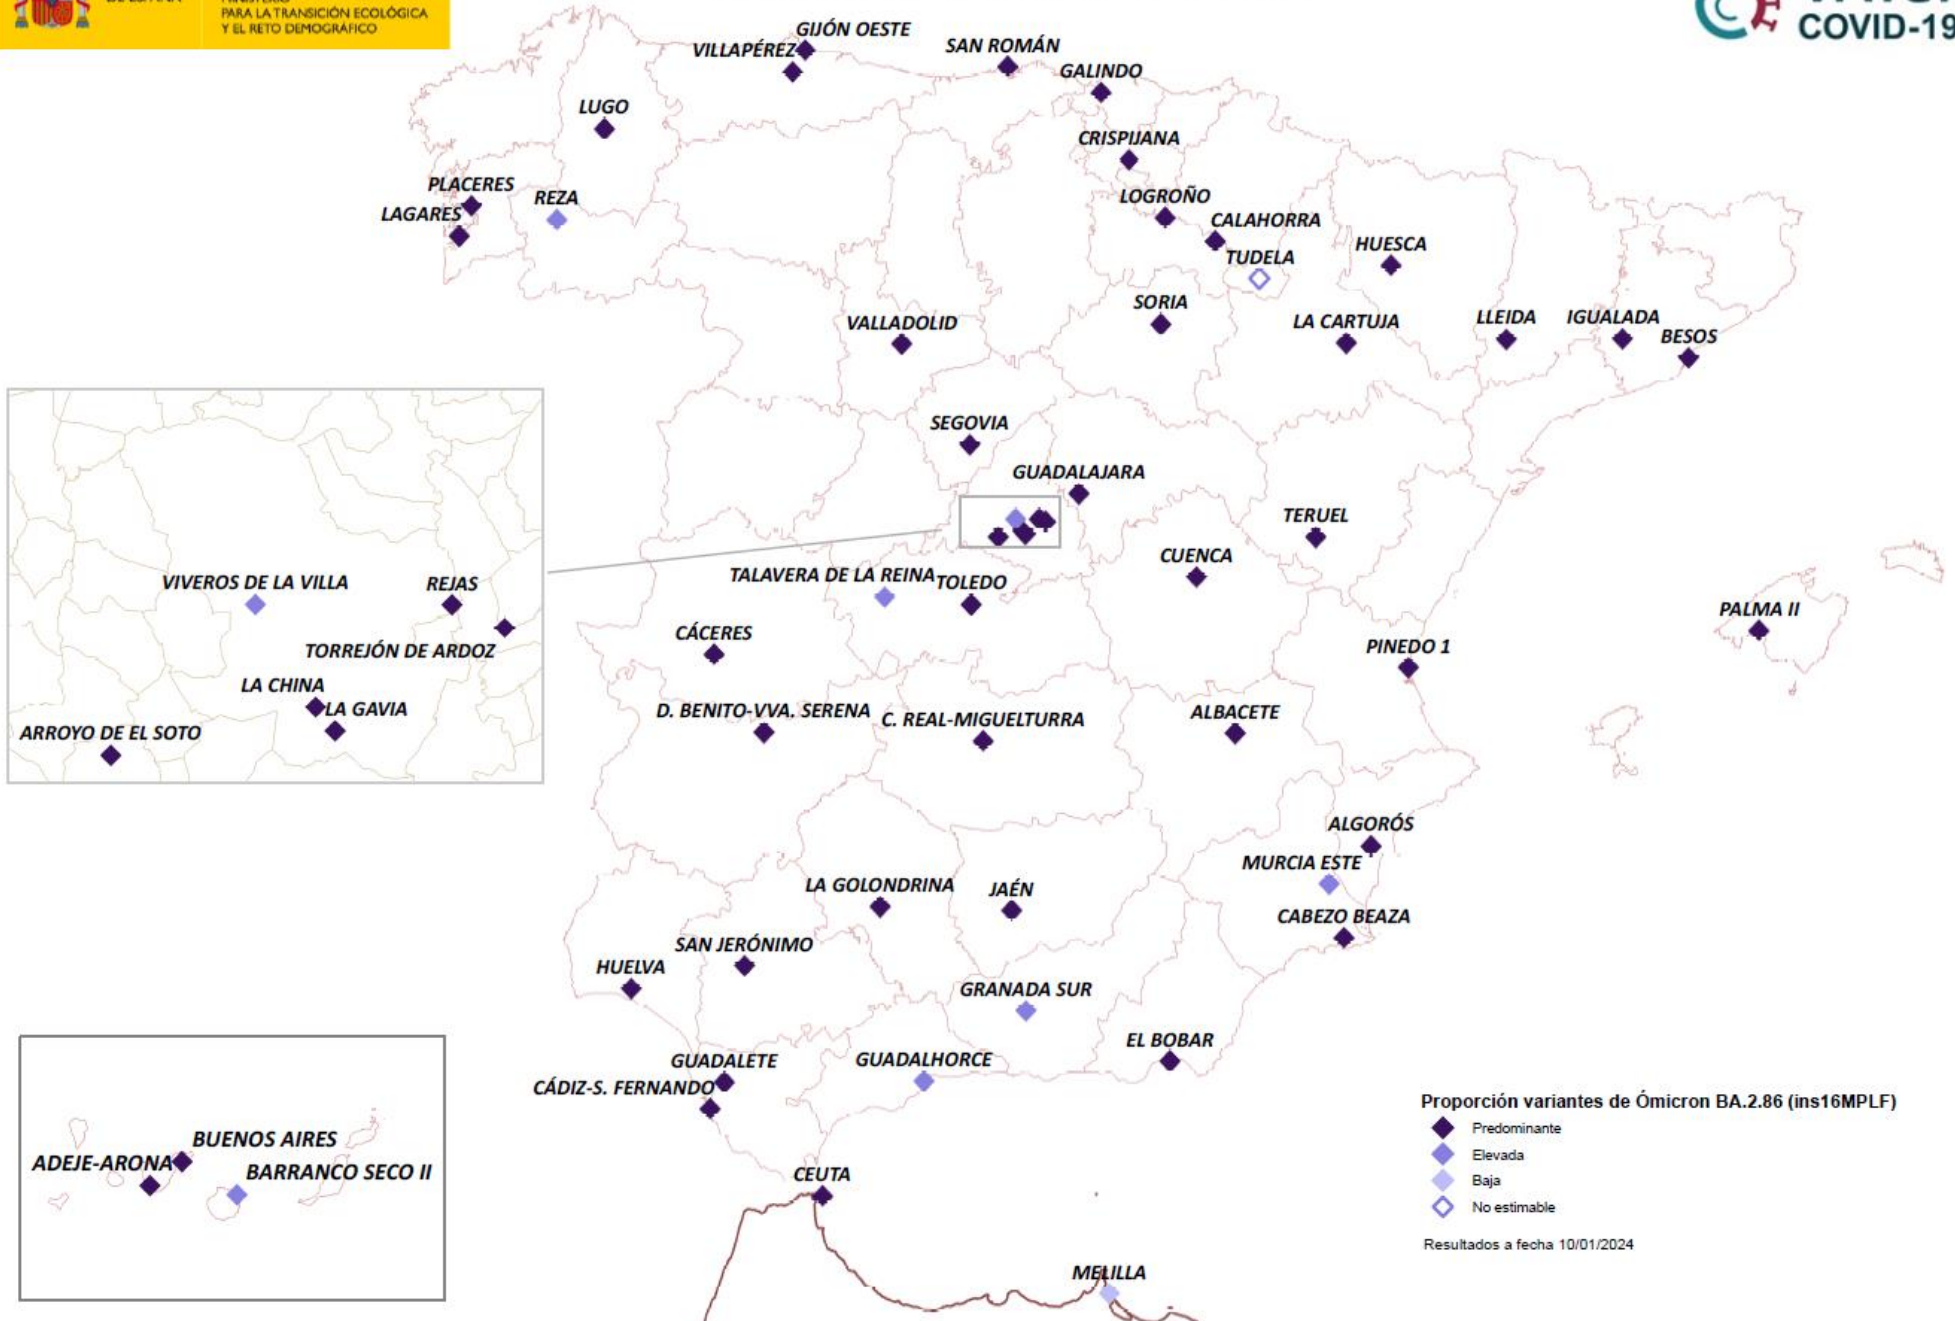 PARA LA TRANSICIÓN ECOLÓGICA
Y EL RETO DEMOGRÁFICO
COVID-19
GIJÓN OESTE
VILLAPÉREZ
SAN ROMÁN
GALINDO
LUGO
CRISPIJANA
PLACERES
REZA
LAGARES
LOGROÑO
CALAHORRA
TUDELA
HUESCA
SORIA
VALLADOLID
LA CARTUJA
LLEIDA
IGUALADA
BESOS
SEGOVIA
GUADALAJARA
TERUEL
CUENCA
TALAVERA DE LA REINA
TOLEDO
CÁCERES
PALMA II
PINEDO 1
D. BENITO-VVA. SERENA
C. REAL-MIGUELTURRA
ALBACETE
VIVEROS DE LA VILLA
REJAS
TORREJÓN DE ARDOZ
LA CHINA
LA GAVIA
ARROYO DE EL SOTO
ALGORÓS
MURCIA ESTE
LA GOLONDRINA
JAÉN
CABEZO BEAZA
SAN JERÓNIMO
HUELVA
GRANADA SUR
EL BOBAR
GUADALETE
GUADALHORCE
CÁDIZ-S. FERNANDO
BUENOS AIRES
ADEJE-ARONA
BARRANCO SECO II
CEUTA
MELILLA
Proporción variantes de Ómicron BA.2.86 (ins16MPLF)
Predominante
Elevada
Baja
No estimable
Resultados a fecha 10/01/2024